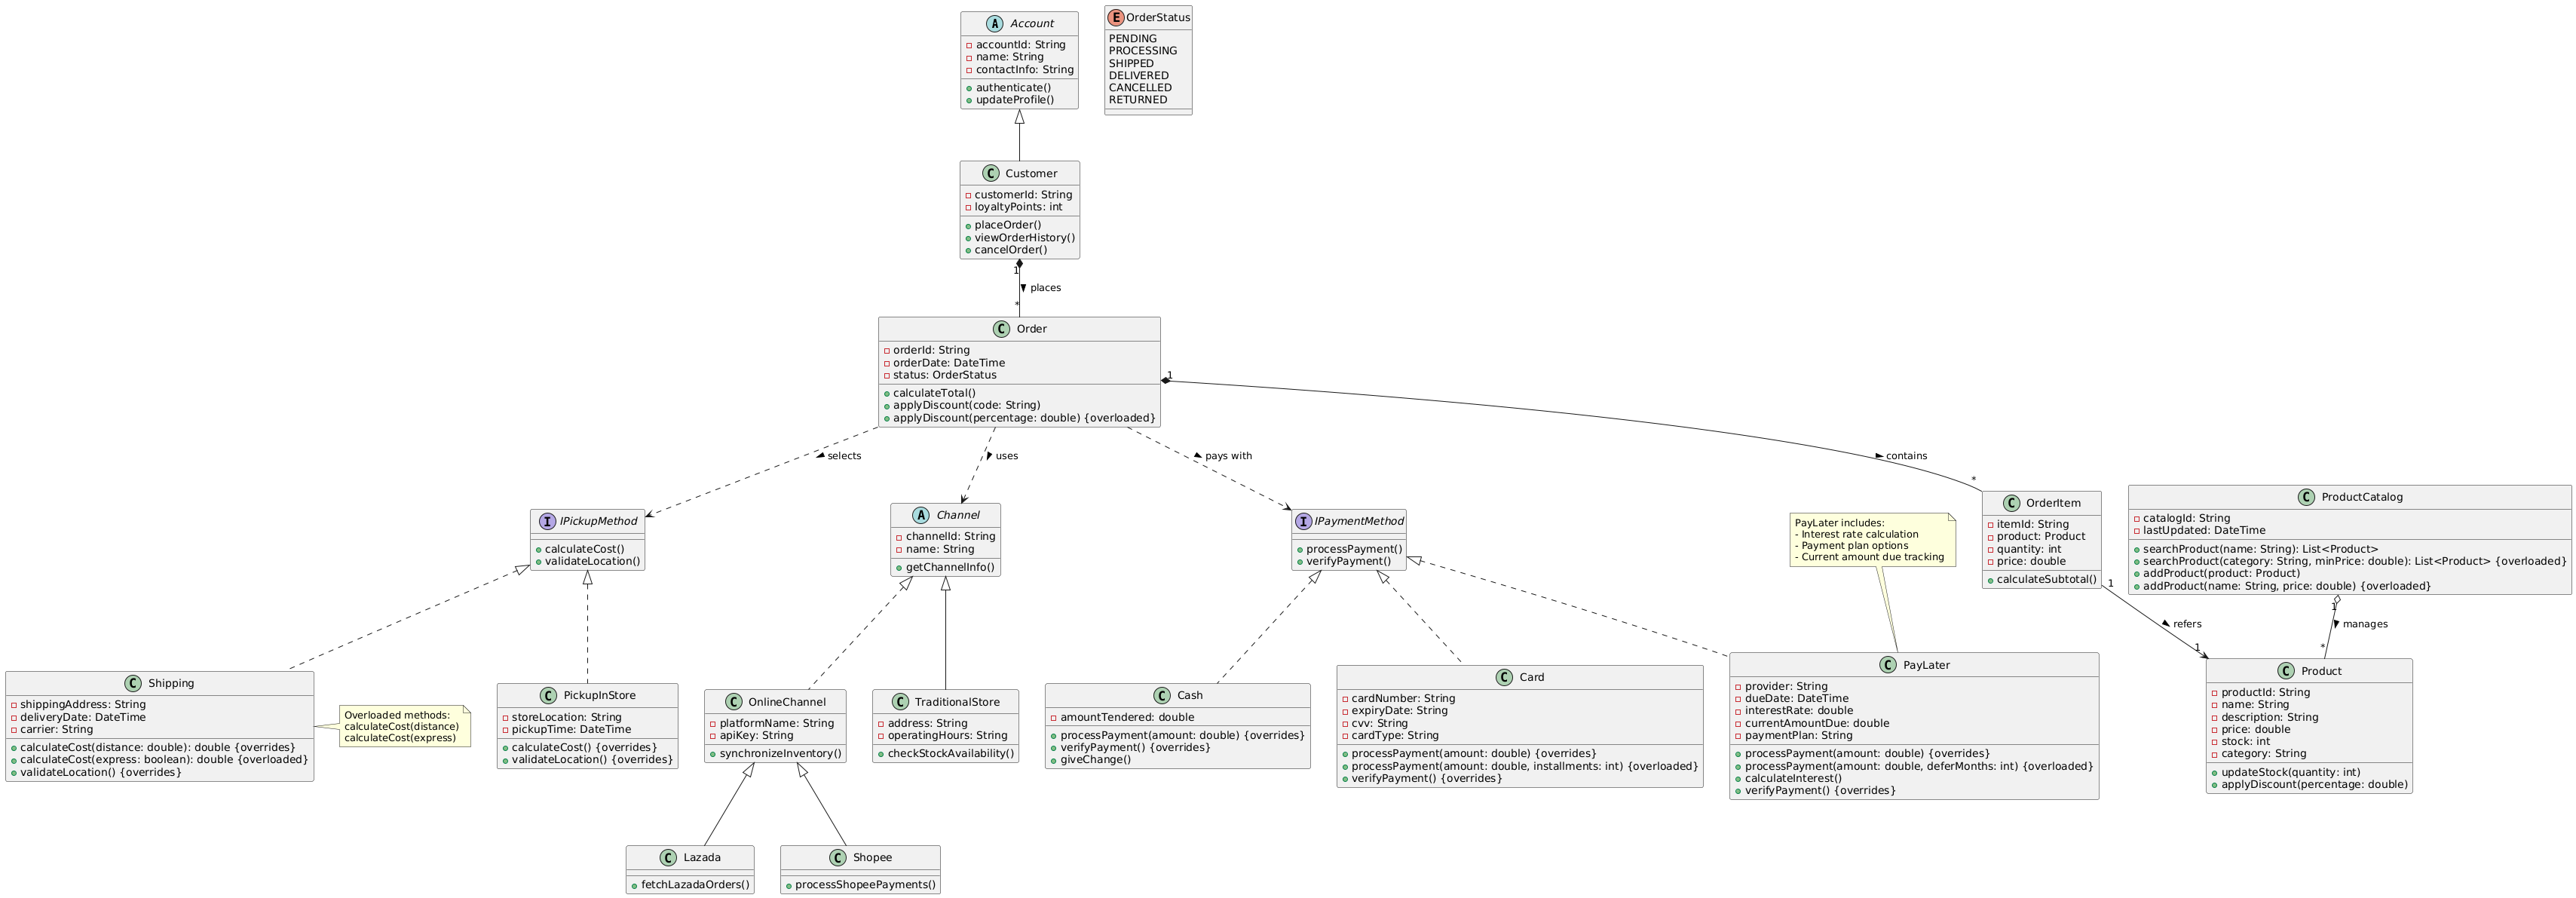 A Account
accountId: String
name: String
contactInfo: String
authenticate()
updateProfile()
E OrderStatus
PENDING
PROCESSING
SHIPPED
DELIVERED
CANCELLED
RETURNED
C Customer
customerId: String
loyaltyPoints: int
placeOrder()
viewOrderHistory()
cancelOrder()
1
places
*
C Order
orderId: String
orderDate: DateTime
status: OrderStatus
calculateTotal()
applyDiscount(code: String)
applyDiscount(percentage: double) {overloaded}
1
selects
uses
pays with
contains
*
I IPickupMethod
calculateCost()
validateLocation()
A Channel
channelId: String
name: String
getChannelInfo()
I IPaymentMethod
processPayment()
verifyPayment()
PayLater includes:
- Interest rate calculation
- Payment plan options
- Current amount due tracking
C OrderItem
itemId: String
product: Product
quantity: int
price: double
calculateSubtotal()
C ProductCatalog
catalogId: String
lastUpdated: DateTime
searchProduct(name: String): List<Product>
searchProduct(category: String, minPrice: double): List<Product> {overloaded}
addProduct(product: Product)
addProduct(name: String, price: double) {overloaded}
1
refers
1
1
manages
*
C Shipping
shippingAddress: String
deliveryDate: DateTime
carrier: String
calculateCost(distance: double): double {overrides}
calculateCost(express: boolean): double {overloaded}
validateLocation() {overrides}
Overloaded methods:
calculateCost(distance)
calculateCost(express)
C PickupInStore
storeLocation: String
pickupTime: DateTime
calculateCost() {overrides}
validateLocation() {overrides}
C OnlineChannel
platformName: String
apiKey: String
synchronizeInventory()
C TraditionalStore
address: String
operatingHours: String
checkStockAvailability()
C Cash
amountTendered: double
processPayment(amount: double) {overrides}
verifyPayment() {overrides}
giveChange()
C Card
cardNumber: String
expiryDate: String
cvv: String
cardType: String
processPayment(amount: double) {overrides}
processPayment(amount: double, installments: int) {overloaded}
verifyPayment() {overrides}
C PayLater
provider: String
dueDate: DateTime
interestRate: double
currentAmountDue: double
paymentPlan: String
processPayment(amount: double) {overrides}
processPayment(amount: double, deferMonths: int) {overloaded}
calculateInterest()
verifyPayment() {overrides}
C Product
productId: String
name: String
description: String
price: double
stock: int
category: String
updateStock(quantity: int)
applyDiscount(percentage: double)
C Lazada
fetchLazadaOrders()
C Shopee
processShopeePayments()